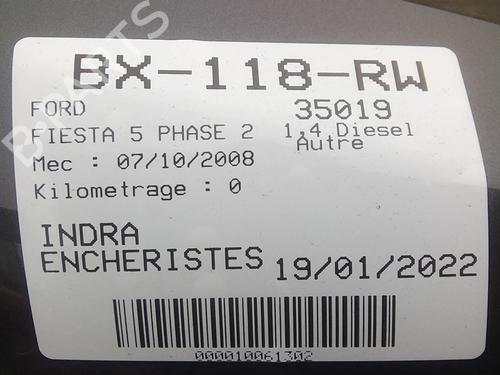 BX-118-RW
FORD 35019
FIESTA 5 PHASE 2 1,4 Diesel
Autre
Mec : 07/10/2008
Kilometrage : 0
INDRA
ENCHERISTES 19/01/2022
000010061302